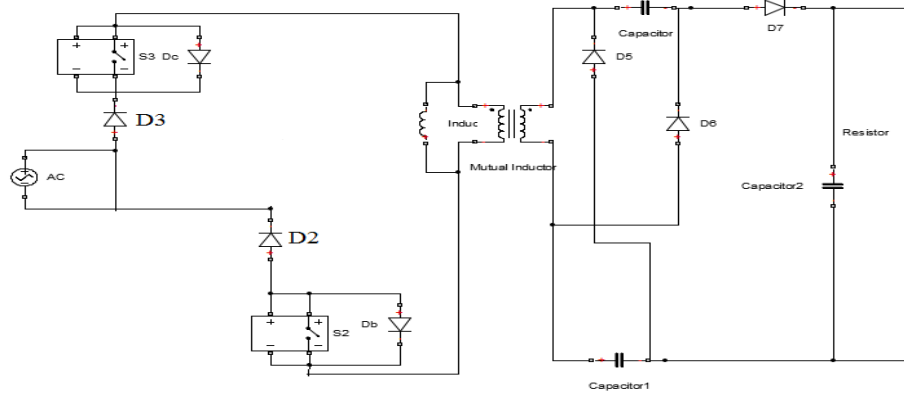 S3 Dc
D3
AC
D2
S2
Db
Induc
Mutual Inductor
Capacitor
D5
D7
D6
Resistor
Capacitor2
Capacitor1